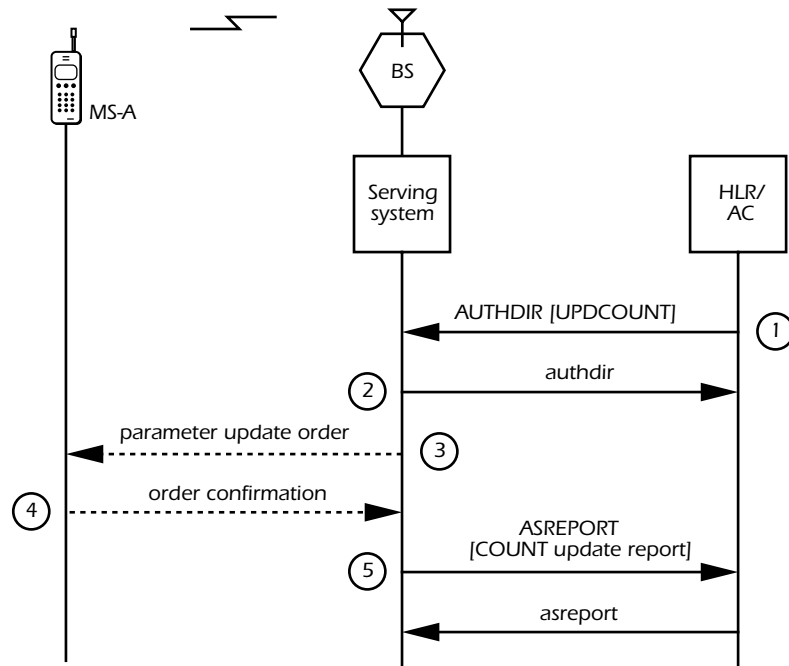 BS
MS-A
Serving
system
HLR/
AC
AUTHDIR [UPDCOUNT]
1
2
authdir
parameter update order
3
4
order confirmation
ASREPORT
[COUNT update report]
5
asreport